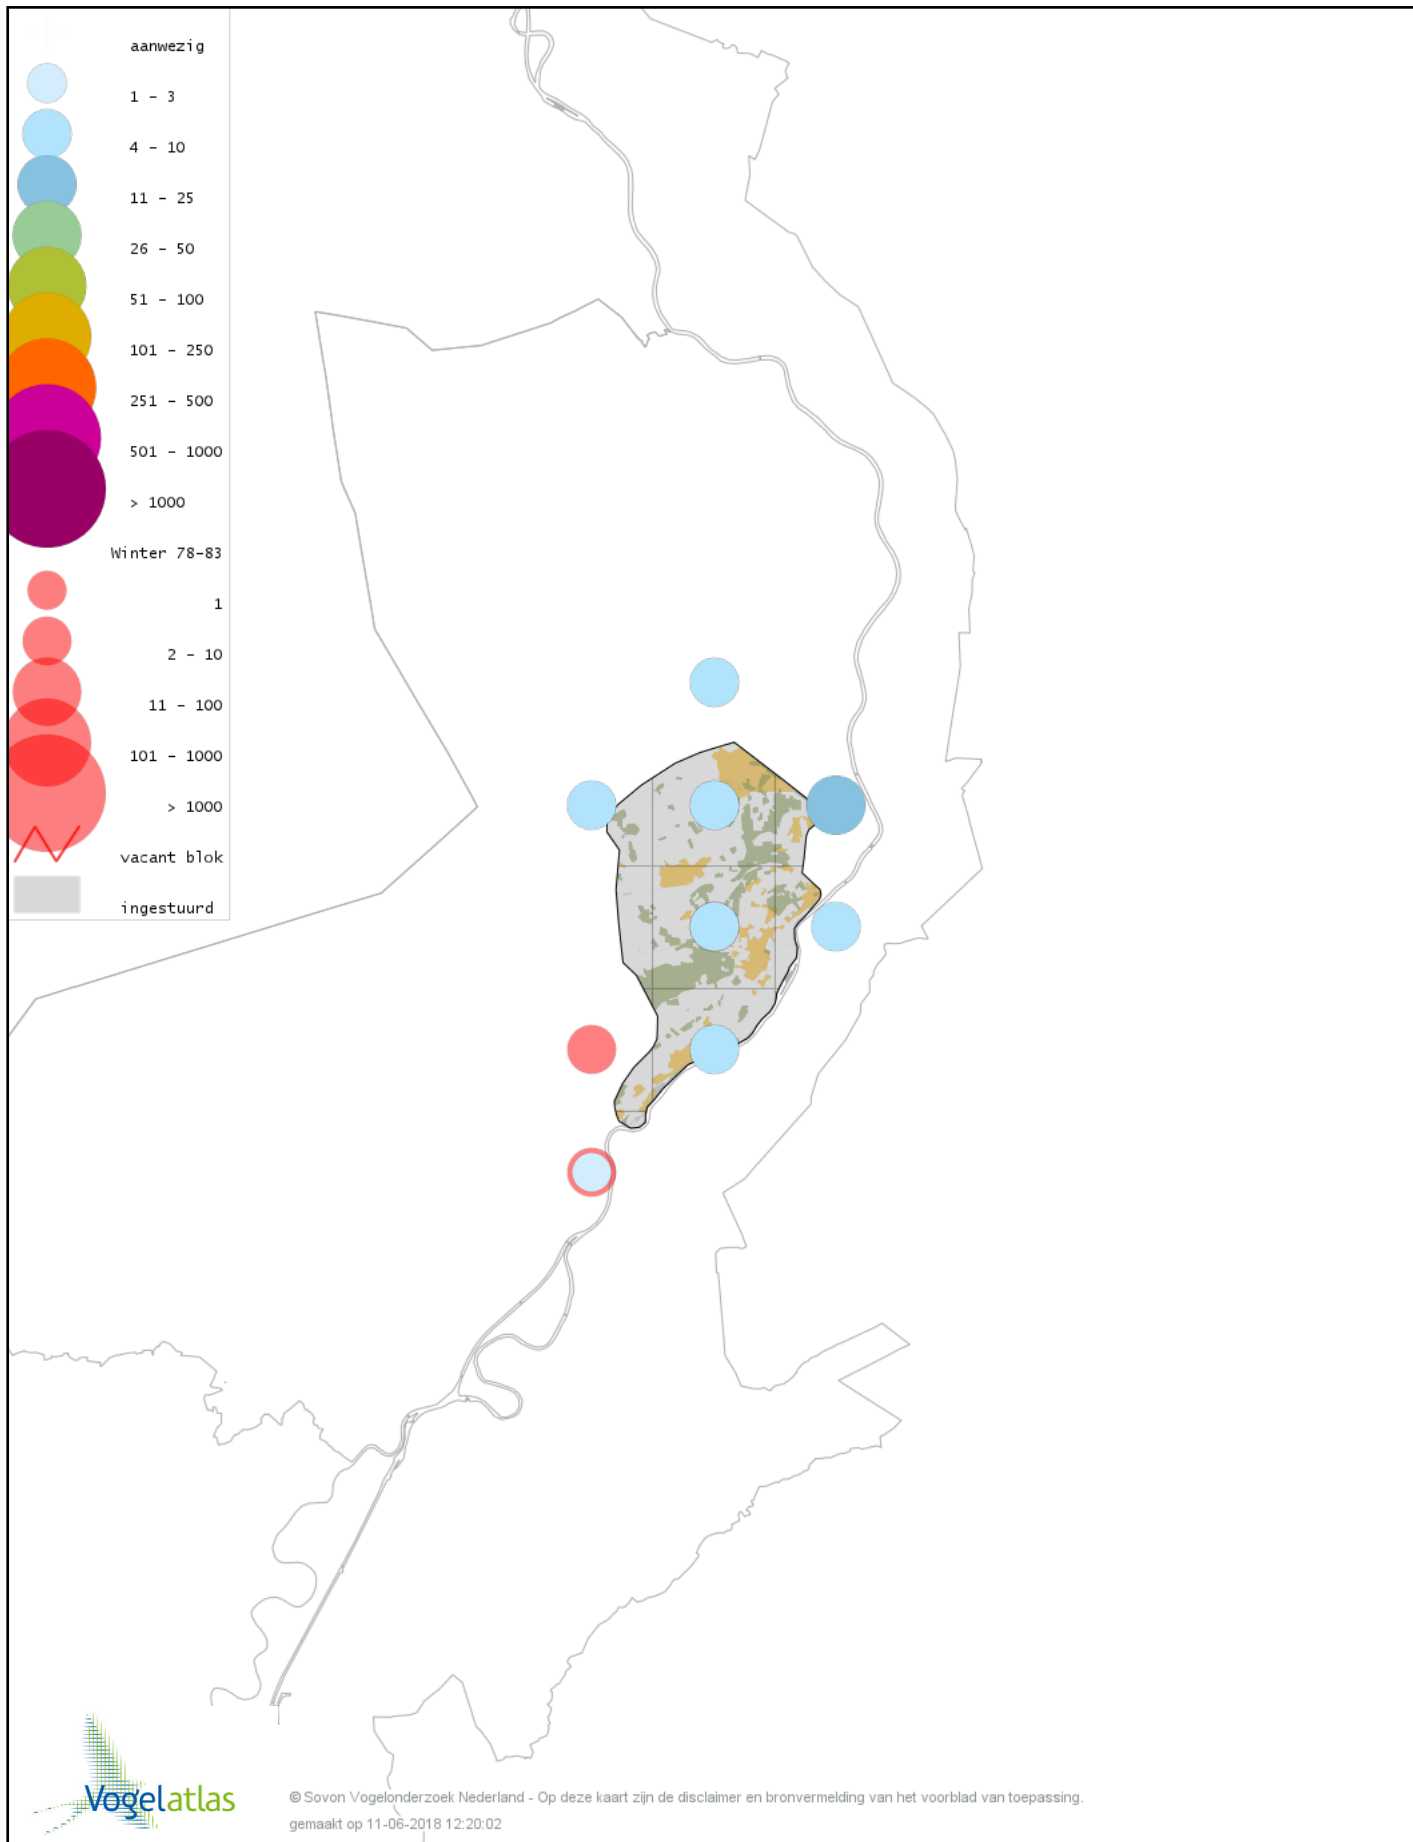 aanwezig
1 - 3
4 - 10
11 - 25
26 - 50
51 - 100
101 - 250
251 - 500
501 - 1000
> 1000
Winter 78-83
1
2 - 10
11 - 100
101 - 1000
> 1000
vacant blok
ingestuurd
Vogelatlas
© Sovon Vogelonderzoek Nederland - Op deze kaart zijn de disclaimer en bronvermelding van het voorblad van toepassing.
gemaakt op 11-06-2018 12:20:02